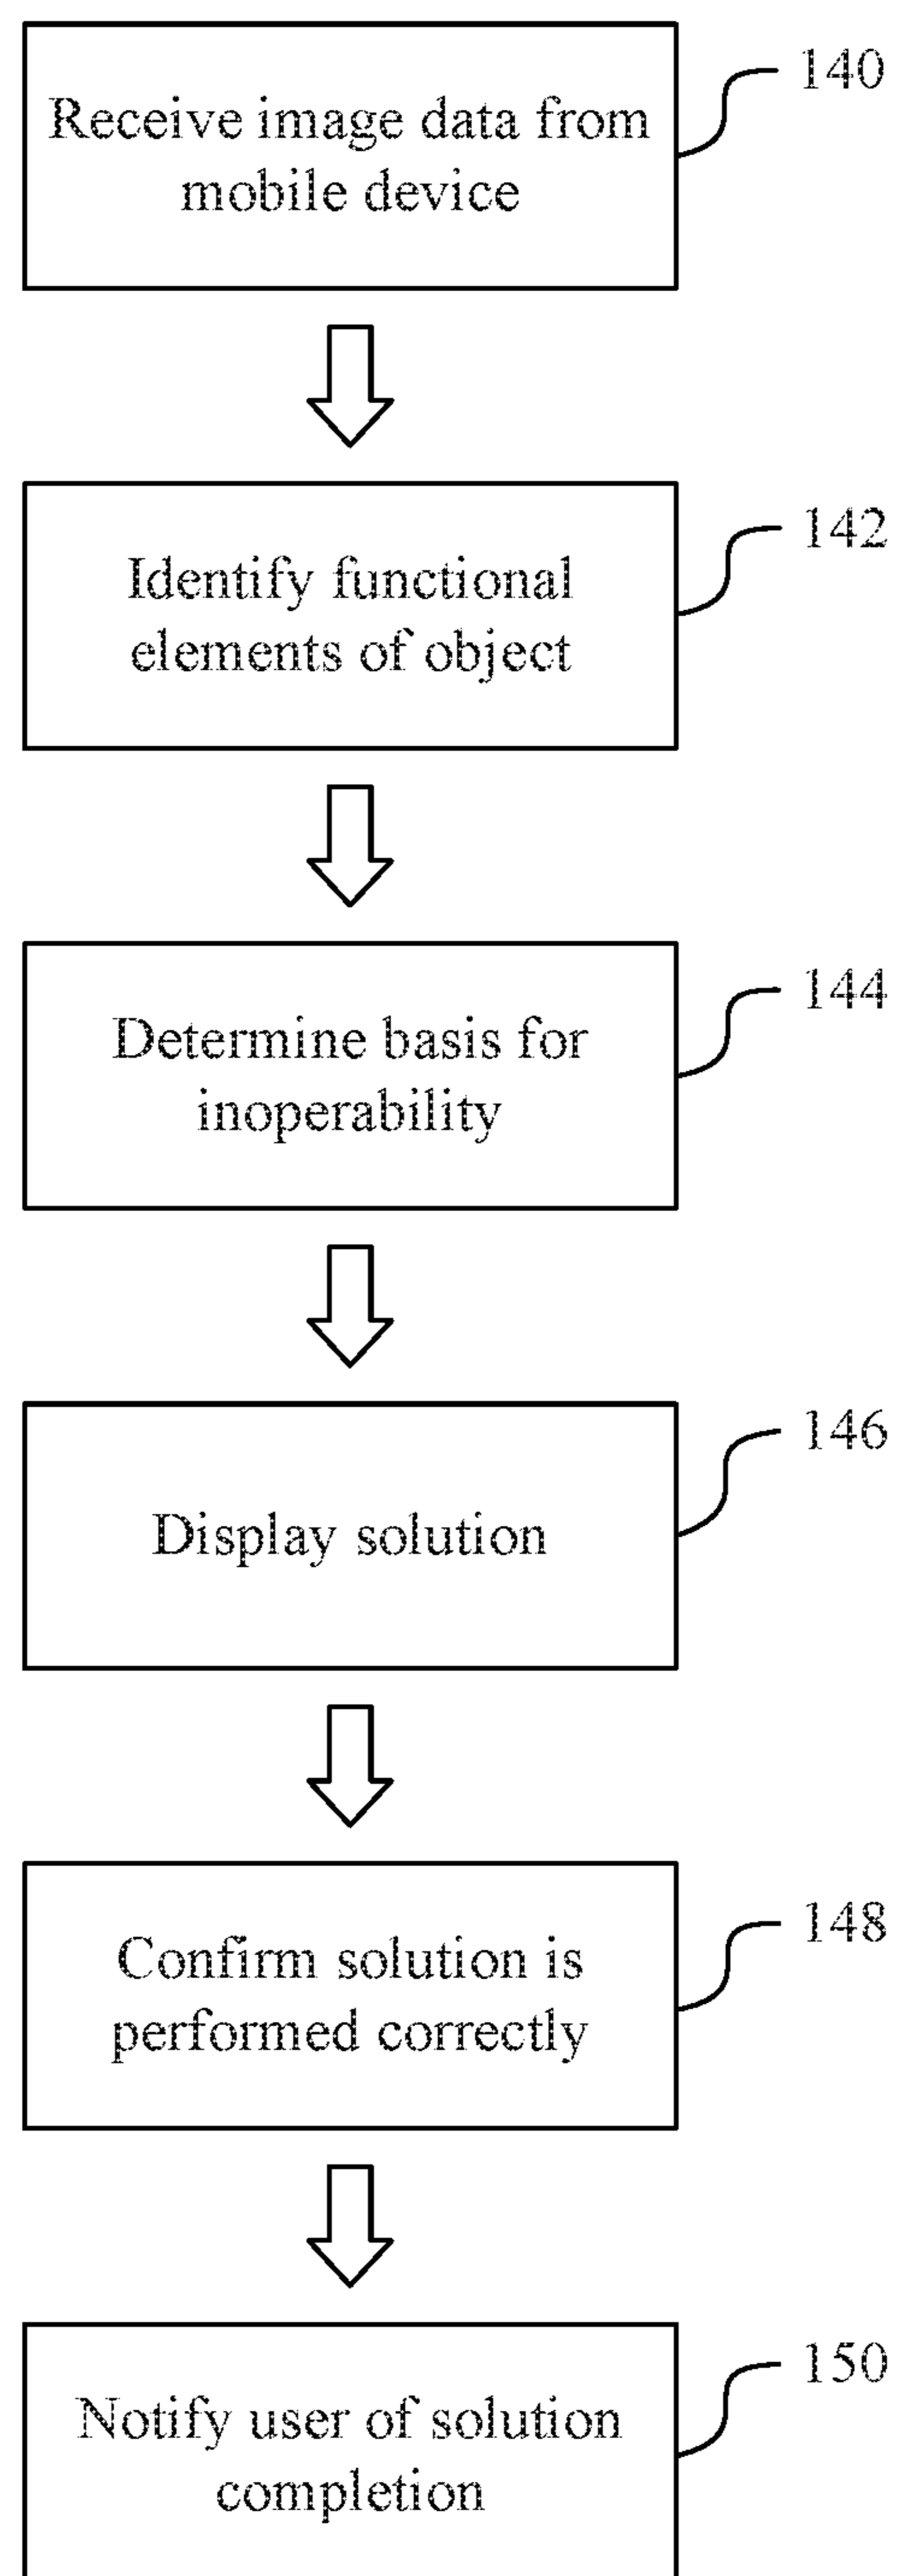 Receive image data from
mobile device
140
Identify functional
elements of object
142
Determine basis for
inoperability
144
Display solution
146
Confirm solution is
performed correctly
148
Notify user of solution
completion
150